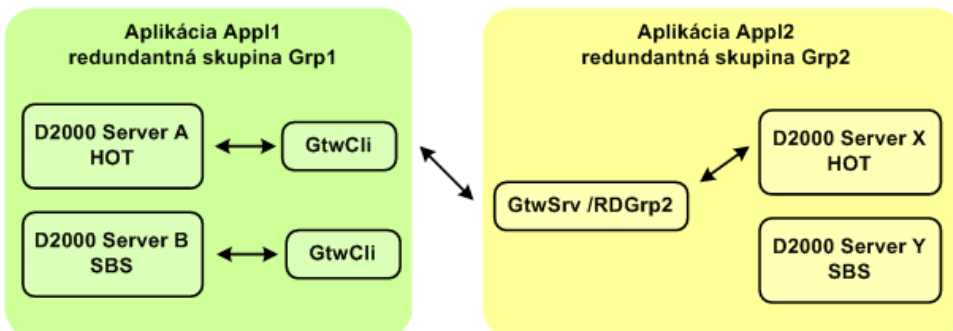 Aplikácia Appl1
redundantná skupina Grp1
D2000 Server A
HOT
GtwCli
D2000 Server B
SBS
GtwCli
Aplikácia Appl2
redundantná skupina Grp2
GtwSrv /RDGrp2
D2000 Server X
HOT
D2000 Server Y
SBS